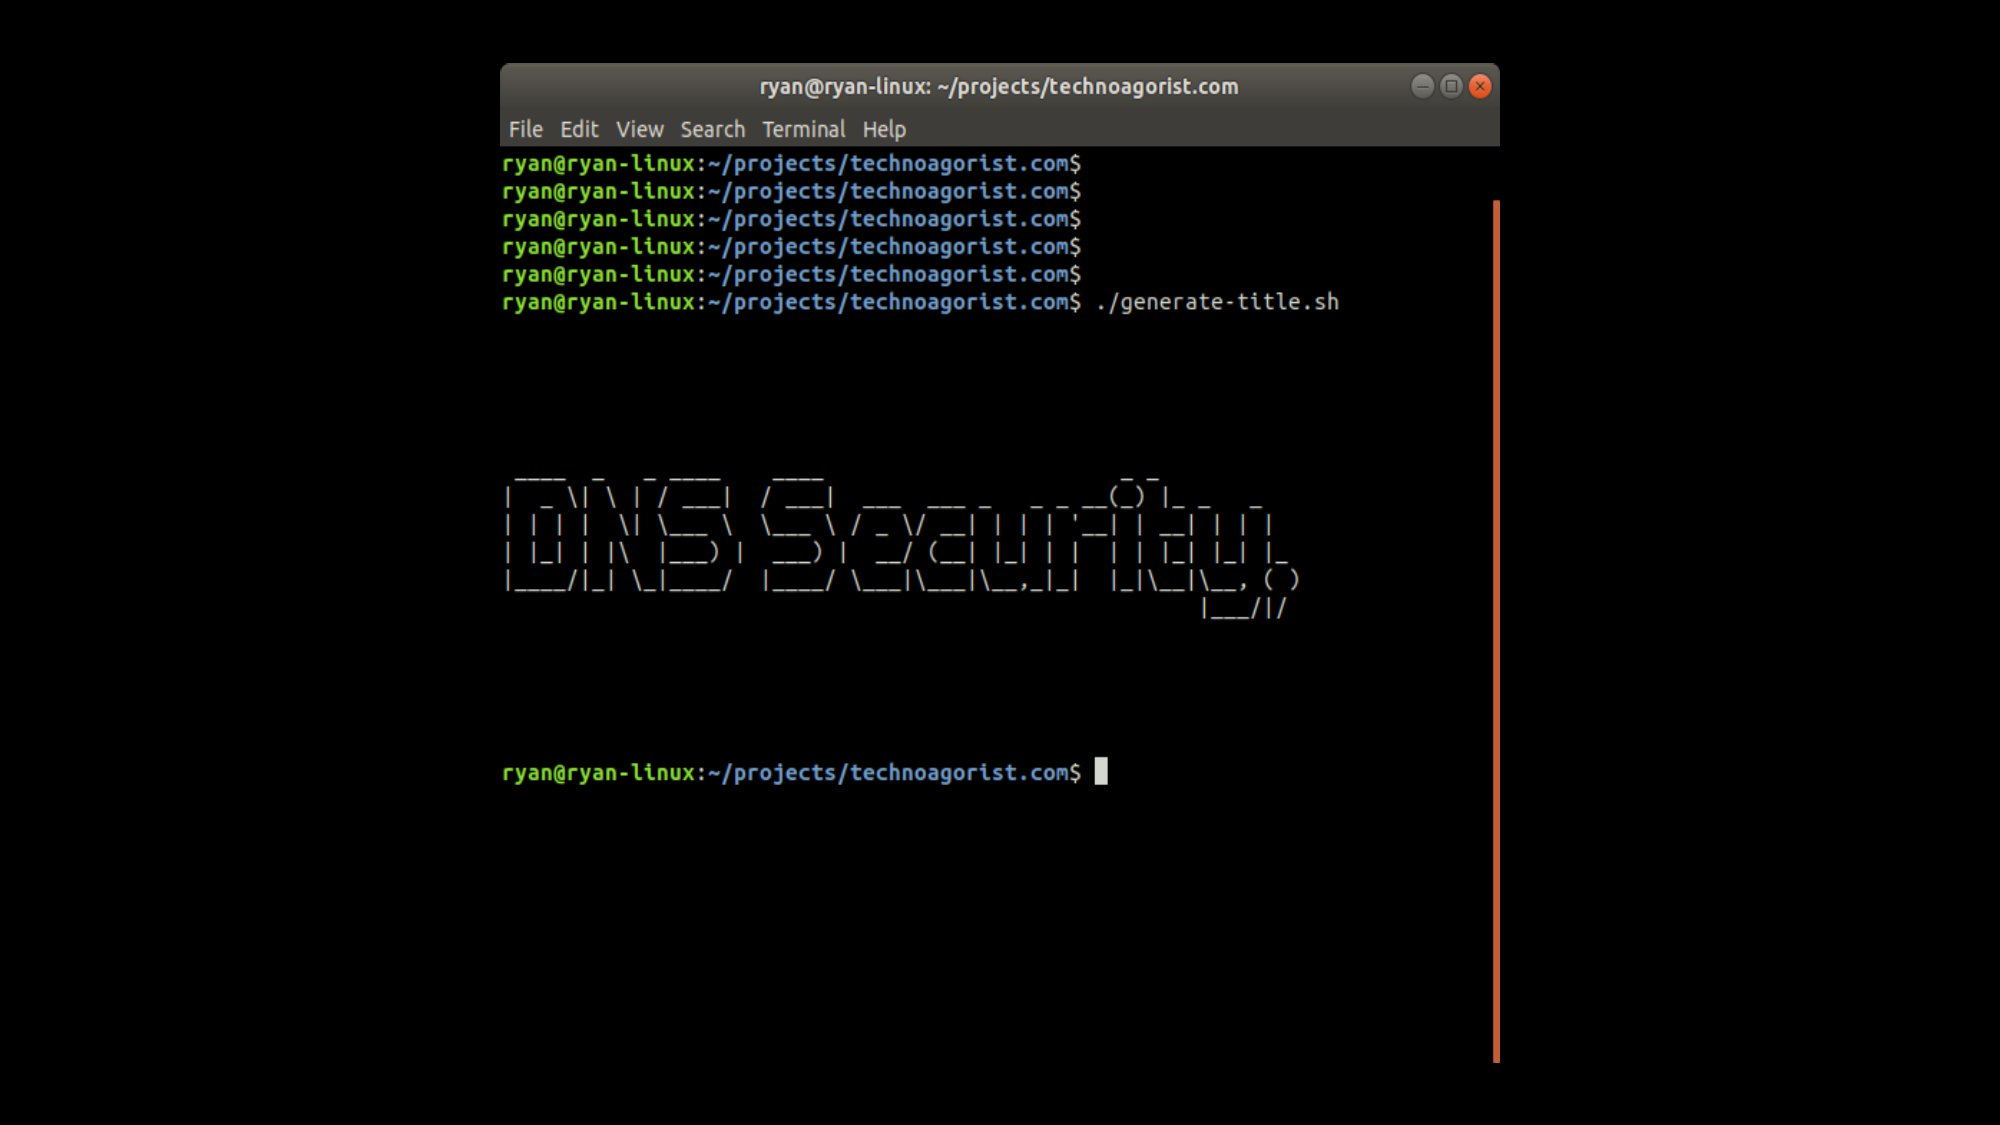 ryan@ryan-linux: ~/projects/technoagorist.com
File Edit View Search Terminal Help
ryan@ryan-linux:~/projects/technoagorist.com$
ryan@ryan-linux:~/projects/technoagorist.com$
ryan@ryan-linux:~/projects/technoagorist.com$
ryan@ryan-linux:~/projects/technoagorist.com$
ryan@ryan-linux:~/projects/technoagorist.com$
ryan@ryan-linux:~/projects/technoagorist.com$ ./generate-title.sh
DNS Security,
ryan@ryan-linux:~/projects/technoagorist.com$